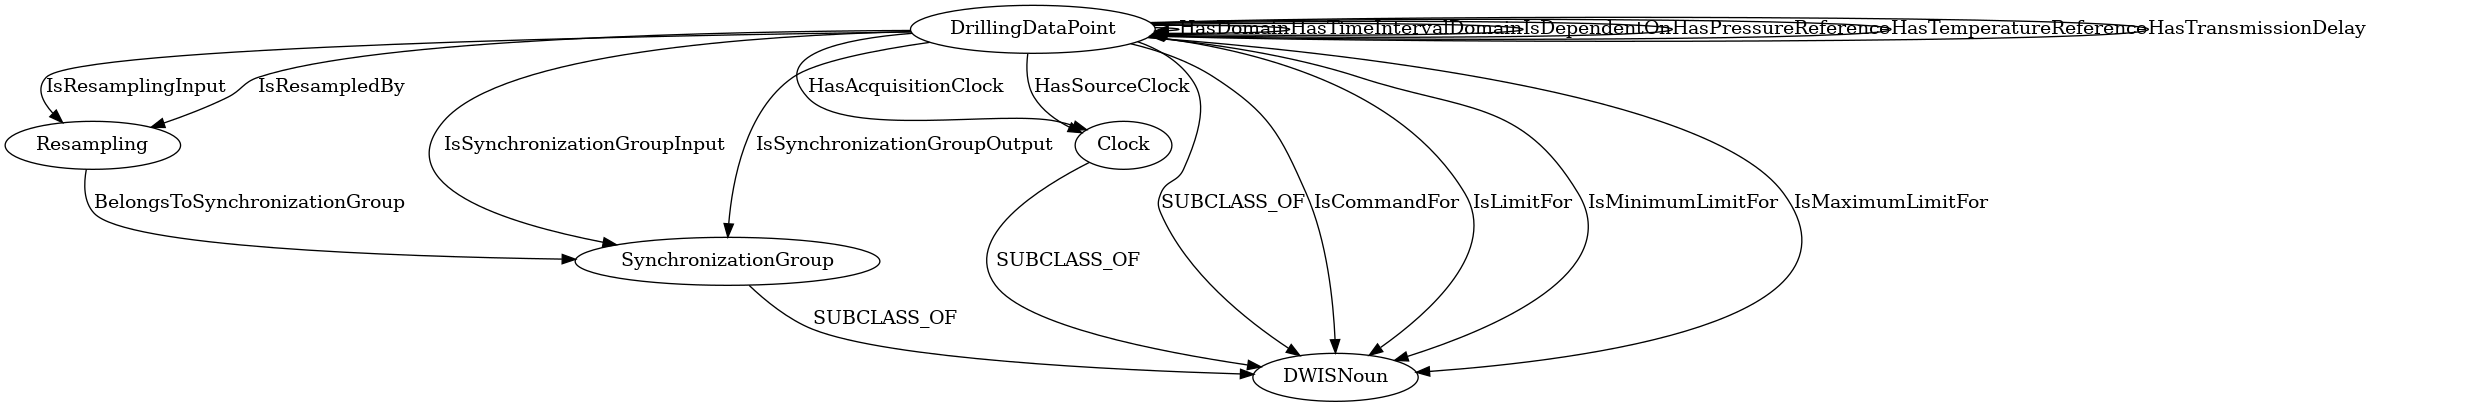 DrillingDataPoint
HasDomain
HasTimeIntervalDomain
IsDependentOn
HasPressureReference
HasTemperatureReference
HasTransmissionDelay
IsResamplingInput
IsResampledBy
HasAcquisitionClock
HasSourceClock
Resampling
IsSynchronizationGroupInput
IsSynchronizationGroupOutput
Clock
BelongsToSynchronizationGroup
SUBCLASS_OF
IsCommandFor
IsLimitFor
IsMinimumLimitFor
IsMaximumLimitFor
SynchronizationGroup
SUBCLASS_OF
SUBCLASS_OF
DWISNoun